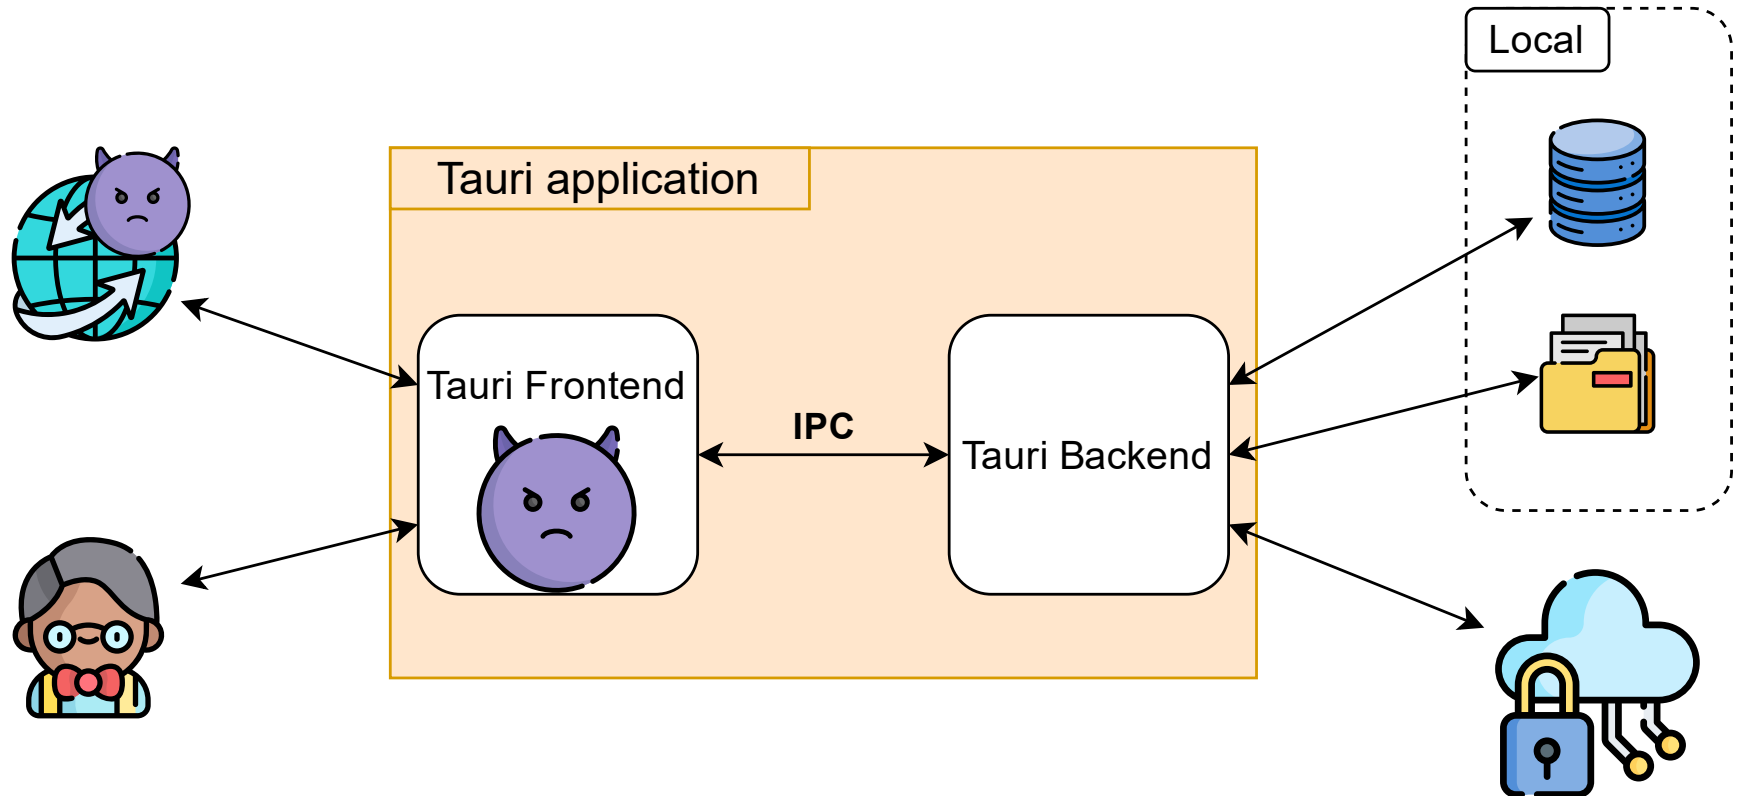 Local
Tauri application
Tauri Frontend
IPC
Tauri Backend